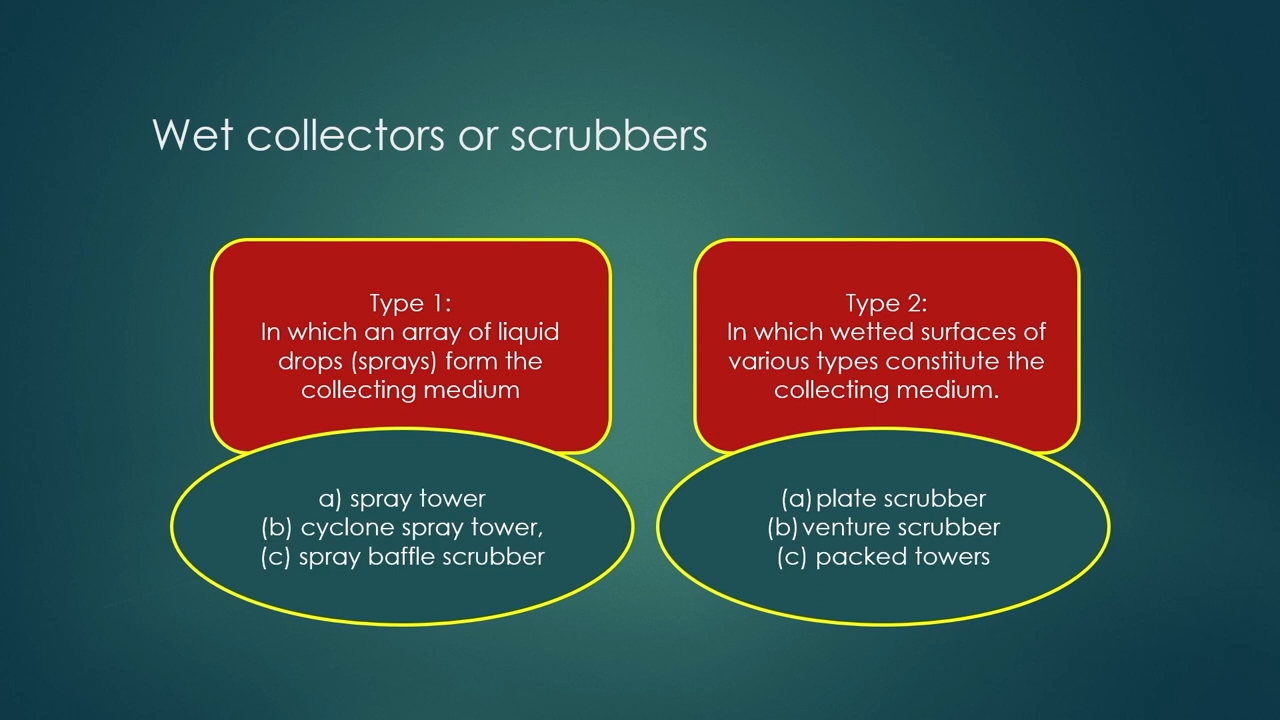 Wet collectors or scrubbers
Type 1:
In which an array of liquid
drops (sprays) form the
collecting medium
Type 2:
In which wetted surfaces of
various types constitute the
collecting medium.
a) spray tower
(b) cyclone spray tower,
(c) spray baffle scrubber
(a) plate scrubber
(b) venture scrubber
(c) packed towers